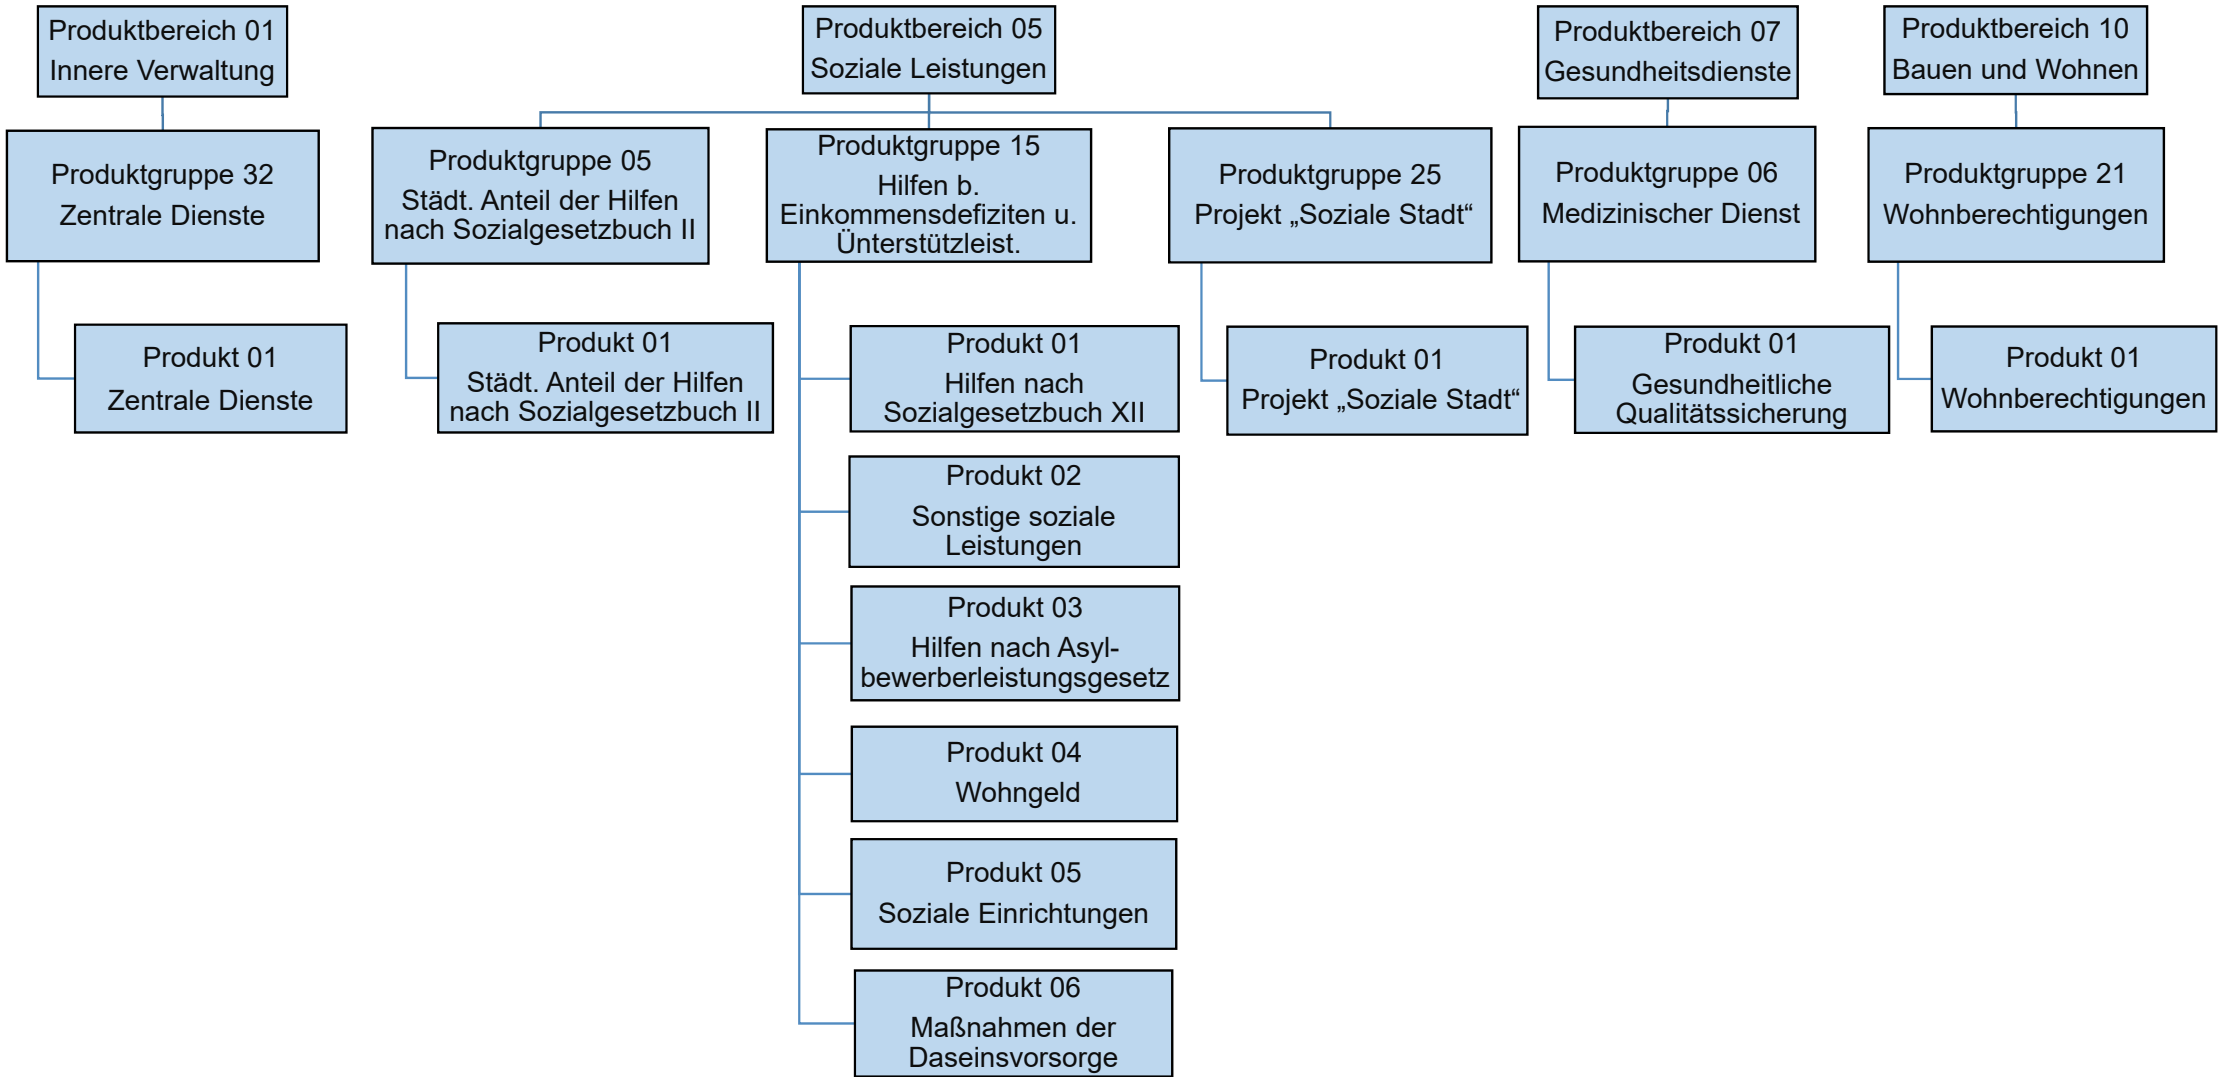 Produktbereich 01
Innere Verwaltung
Produktbereich 05
Soziale Leistungen
Produktbereich 07
Gesundheitsdienste
Produktbereich 10
Bauen und Wohnen
Produktgruppe 32
Zentrale Dienste
Produktgruppe 05
Städt. Anteil der Hilfen
nach Sozialgesetzbuch II
Produktgruppe 15
Hilfen b.
Einkommensdefiziten u.
Ünterstützleist.
Produktgruppe 25
Projekt „Soziale Stadt“
Produktgruppe 06
Medizinischer Dienst
Produktgruppe 21
Wohnberechtigungen
Produkt 01
Zentrale Dienste
Produkt 01
Städt. Anteil der Hilfen
nach Sozialgesetzbuch II
Produkt 01
Hilfen nach
Sozialgesetzbuch XII
Produkt 01
Projekt „Soziale Stadt“
Produkt 01
Gesundheitliche
Qualitätssicherung
Produkt 01
Wohnberechtigungen
Produkt 02
Sonstige soziale
Leistungen
Produkt 03
Hilfen nach Asyl-
bewerberleistungsgesetz
Produkt 04
Wohngeld
Produkt 05
Soziale Einrichtungen
Produkt 06
Maßnahmen der
Daseinsvorsorge